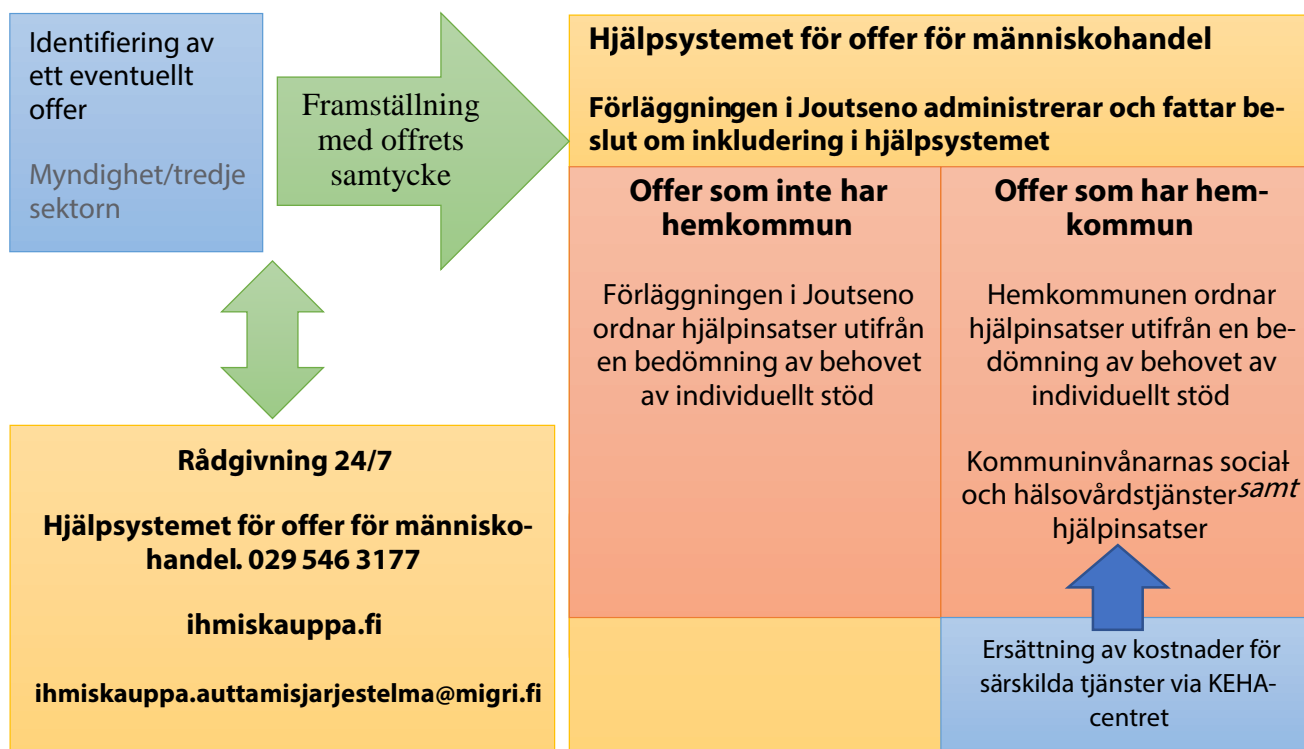 Identifiering av
ett eventuellt
offer
Myndighet/tredje
sektorn
Framställning
med offrets
samtycke
Hjälpsystemet för offer för människohandel
Förläggningen i Joutseno administrerar och fattar be-
slut om inkludering i hjälpsystemet
Offer som inte har
hemkommun
Förläggningen i Joutseno
ordnar hjälpinsatser utifrån
en bedömning av behovet
av individuellt stöd
Offer som har hem-
kommun
Hemkommunen ordnar
hjälpinsatser utifrån en be-
dömning av behovet av
individuellt stöd
Kommuninvånarnas social-
och hälsovårdstjänster samt
hjälpinsatser
Rådgivning 24/7
Hjälpsystemet för offer för människo-
handel. 029 546 3177
ihmiskauppa.fi
ihmiskauppa.auttamisjarjestelma@migri.fi
Ersättning av kostnader för
särskilda tjänster via KEHA-
centret